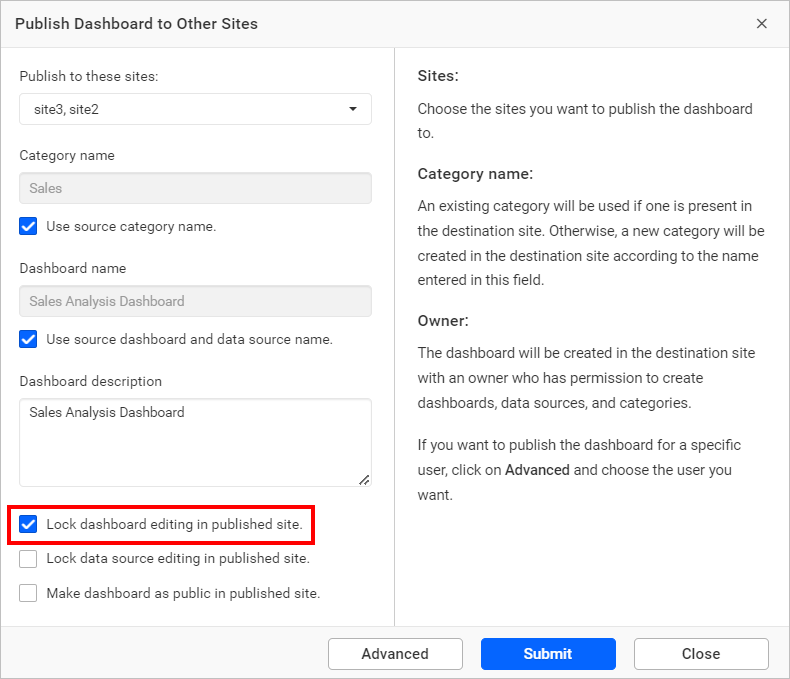 Publish Dashboard to Other Sites
Publish to these sites:
site3, site2
Category name
Sales
Use source category name.
Dashboard name
Sales Analysis Dashboard
Use source dashboard and data source name.
Dashboard description
Sales Analysis Dashboard
Lock dashboard editing in published site.
Lock data source editing in published site.
Make dashboard as public in published site.
Sites:
Choose the sites you want to publish the dashboard
to.
Category name:
An existing category will be used if one is present in
the destination site. Otherwise, a new category will be
created in the destination site according to the name
entered in this field.
Owner:
The dashboard will be created in the destination site
with an owner who has permission to create
dashboards, data sources, and categories.
If you want to publish the dashboard for a specific
user, click on Advanced and choose the user you
want.
Advanced
Submit
Close